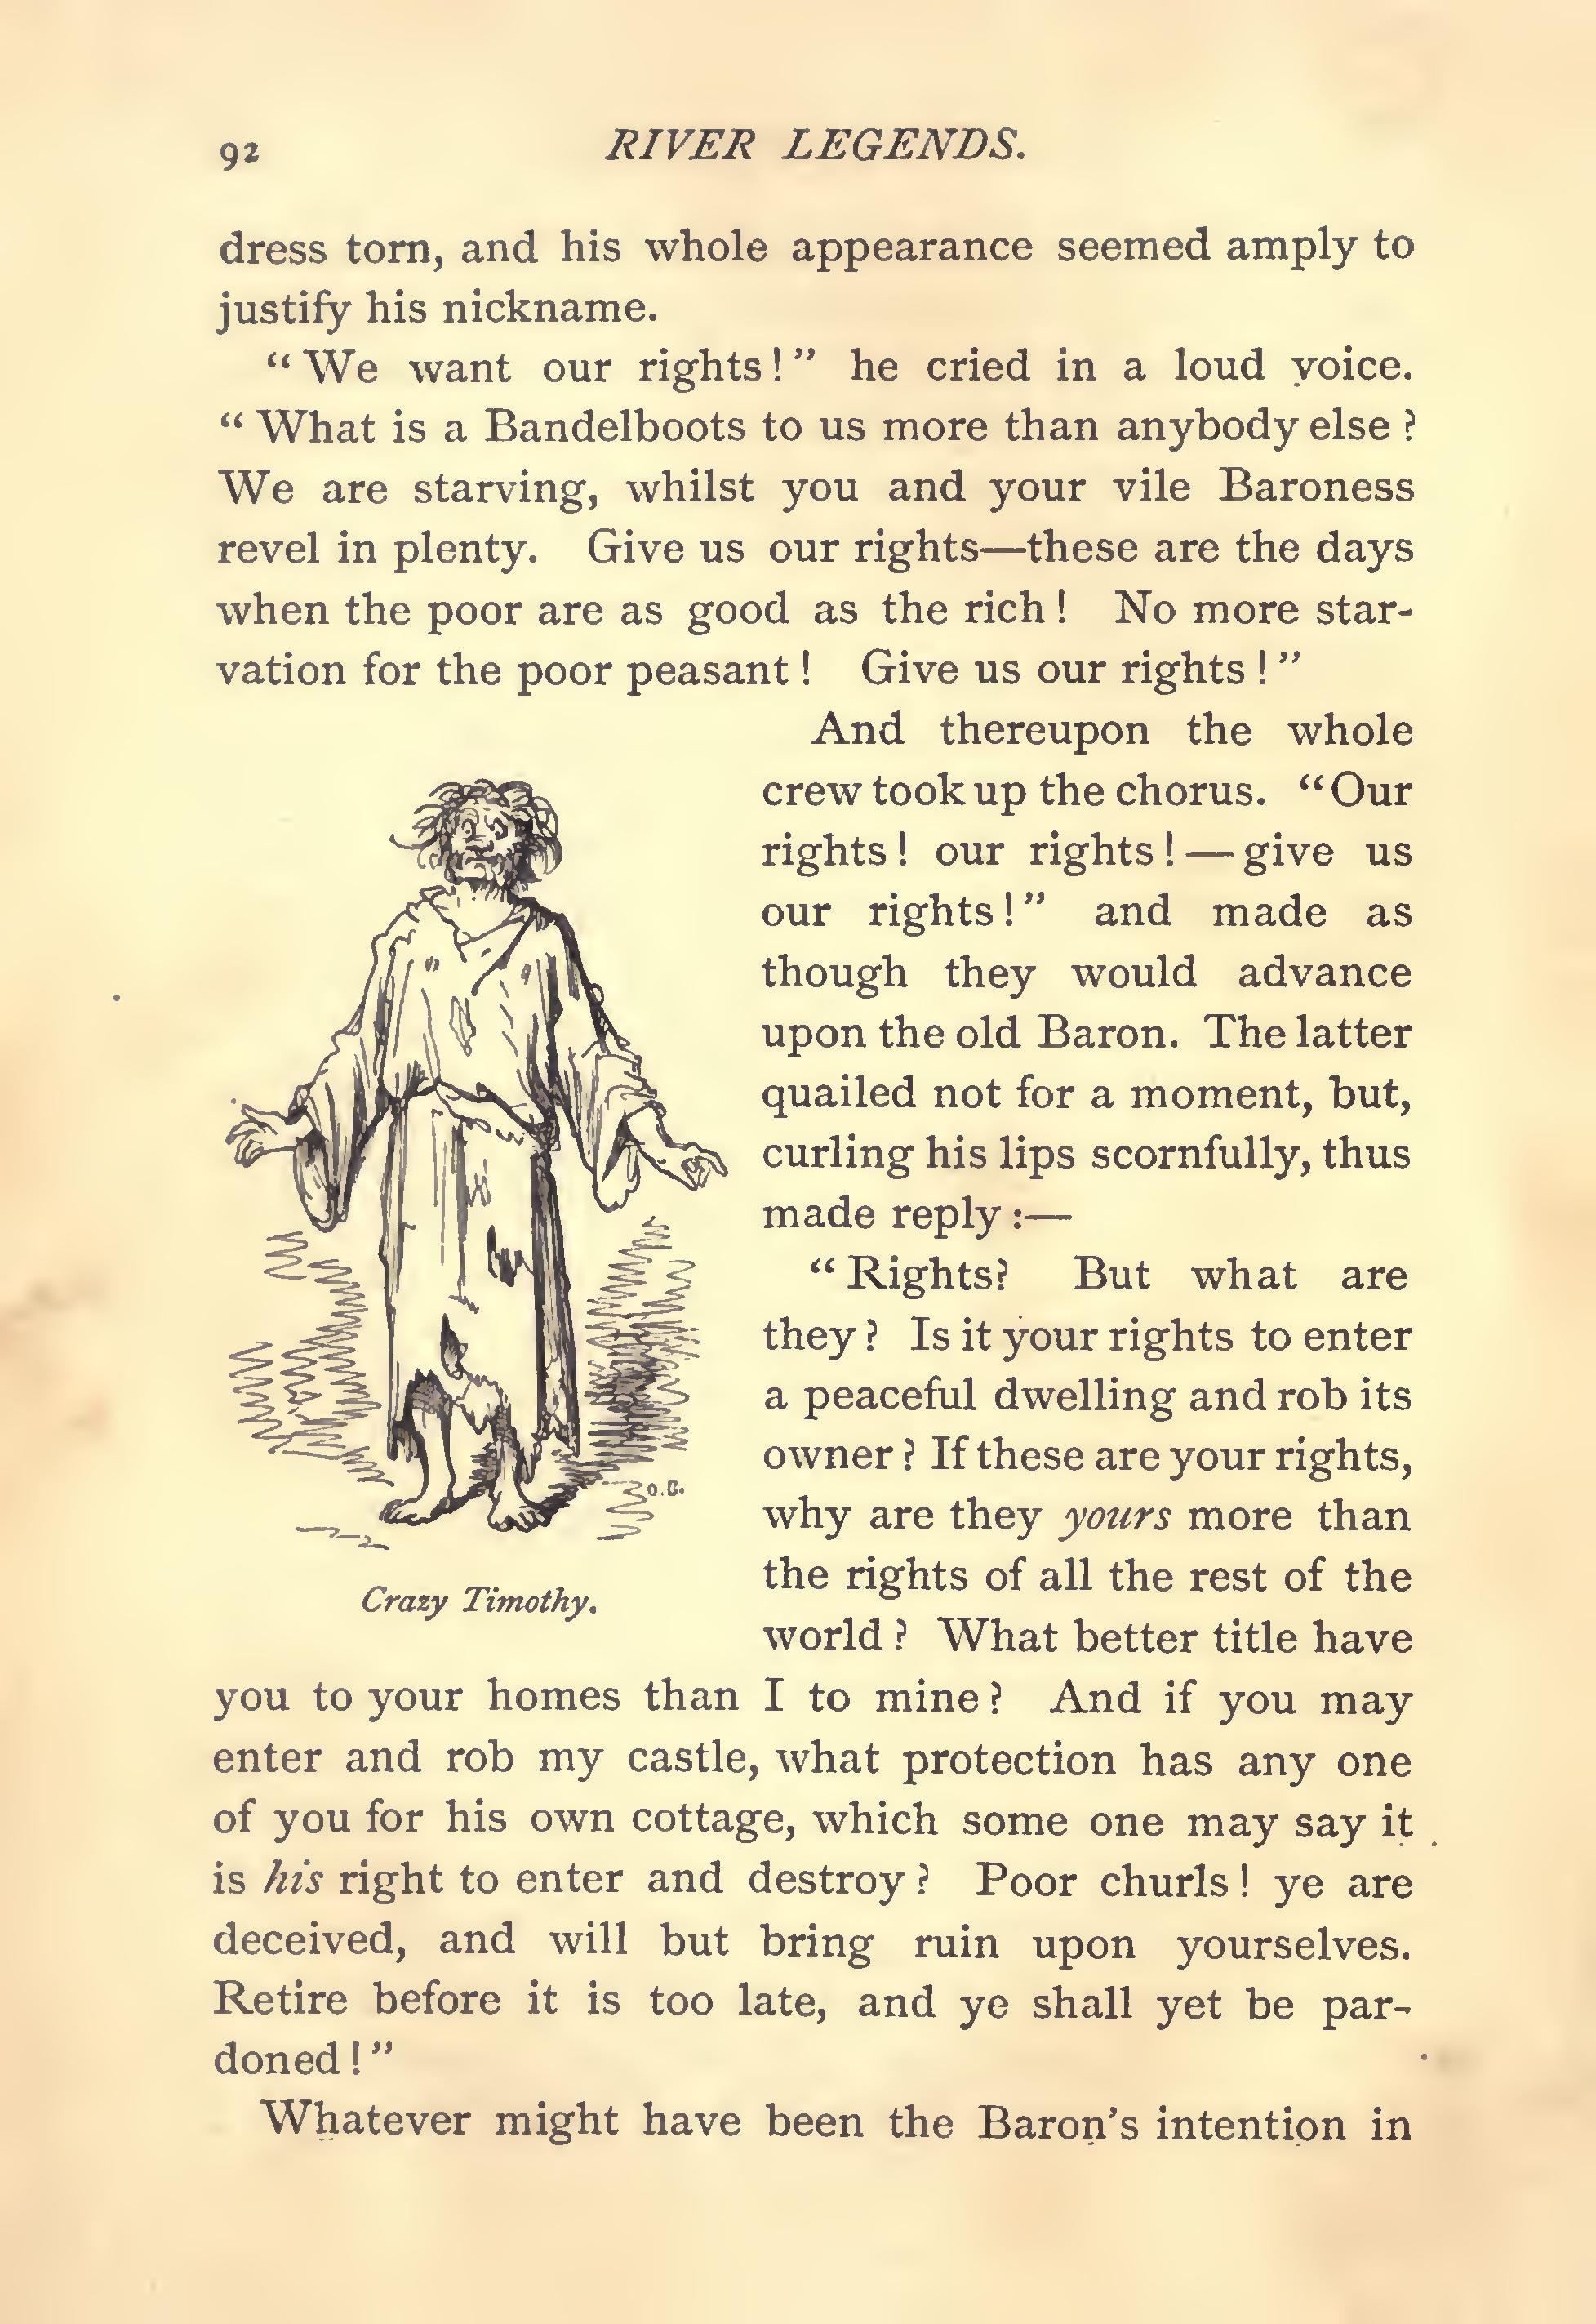 92
RIVER LEGENDS.
dress torn, and his whole appearance seemed amply to
justify his nickname.
“We want our rights!” he cried in a loud voice.
“What is a Bandelboots to us more than anybody else?
We are starving, whilst you and your vile Baroness
revel in plenty. Give us our rights—these are the days
when the poor are as good as the rich! No more star-
vation for the poor peasant! Give us our rights!”
And thereupon the whole
crew took up the chorus. “Our
rights! our rights!—give us
our rights!” and made as
though they would advance
upon the old Baron. The latter
quailed not for a moment, but,
curling his lips scornfully, thus
made reply:—
“Rights? But what are
they? Is it your rights to enter
a peaceful dwelling and rob its
owner? If these are your rights,
why are they yours more than
the rights of all the rest of the
world? What better title have
O.B.
Crazy Timothy.
you to your homes than I to mine? And if you may
enter and rob my castle, what protection has any one
of you for his own cottage, which some one may say it
is his right to enter and destroy? Poor churls! ye are
deceived, and will but bring ruin upon yourselves.
Retire before it is too late, and ye shall yet be par-
doned!”
Whatever might have been the Baron's intention in